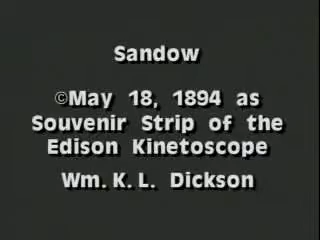 Sandow
©May 18, 1894 as
Souvenir Strip of the
Edison Kinetoscope
Wm. K. L. Dickson